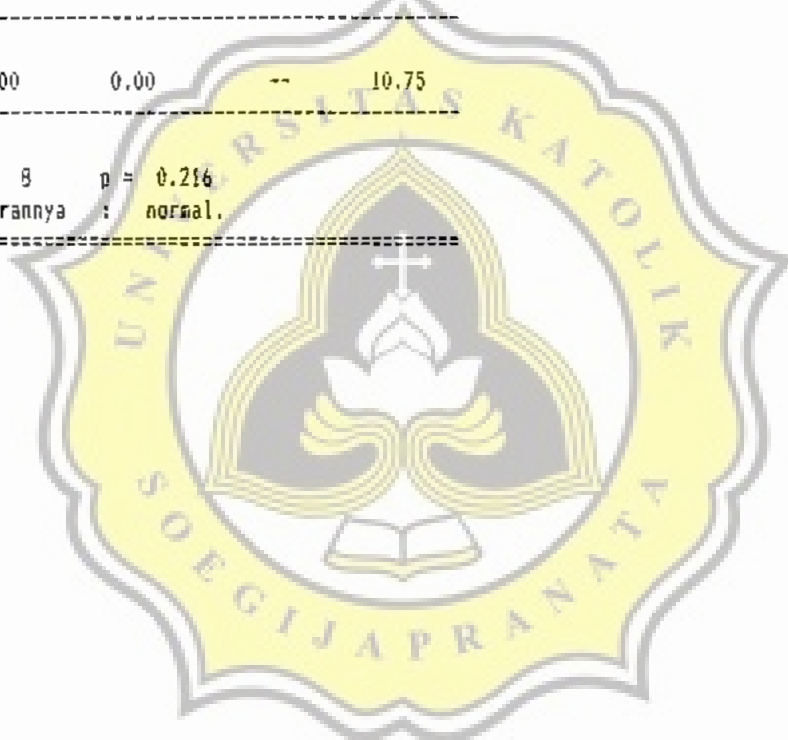 00 0.00 -- 10.75
8 p = 0.216
rannya : normal.
UNIVERSITAS KATOLIK
SOEGIJAPRANATA